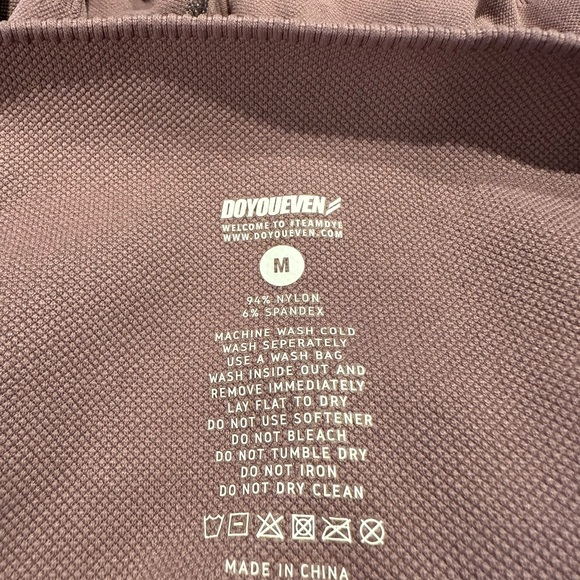 DOYOUEVEN
WELCOME TO #TEAMDYE
WWW.DOYOUEVEN.COM
M
94% NYLON
6% SPANDEX
MACHINE WASH COLD
WASH SEPERATELY
USE A WASH BAG
WASH INSIDE OUT AND
REMOVE IMMEDIATELY
LAY FLAT TO DRY
DO NOT USE SOFTENER
DO NOT BLEACH
DO NOT TUMBLE DRY
DO NOT IRON
DO NOT DRY CLEAN
MADE IN CHINA